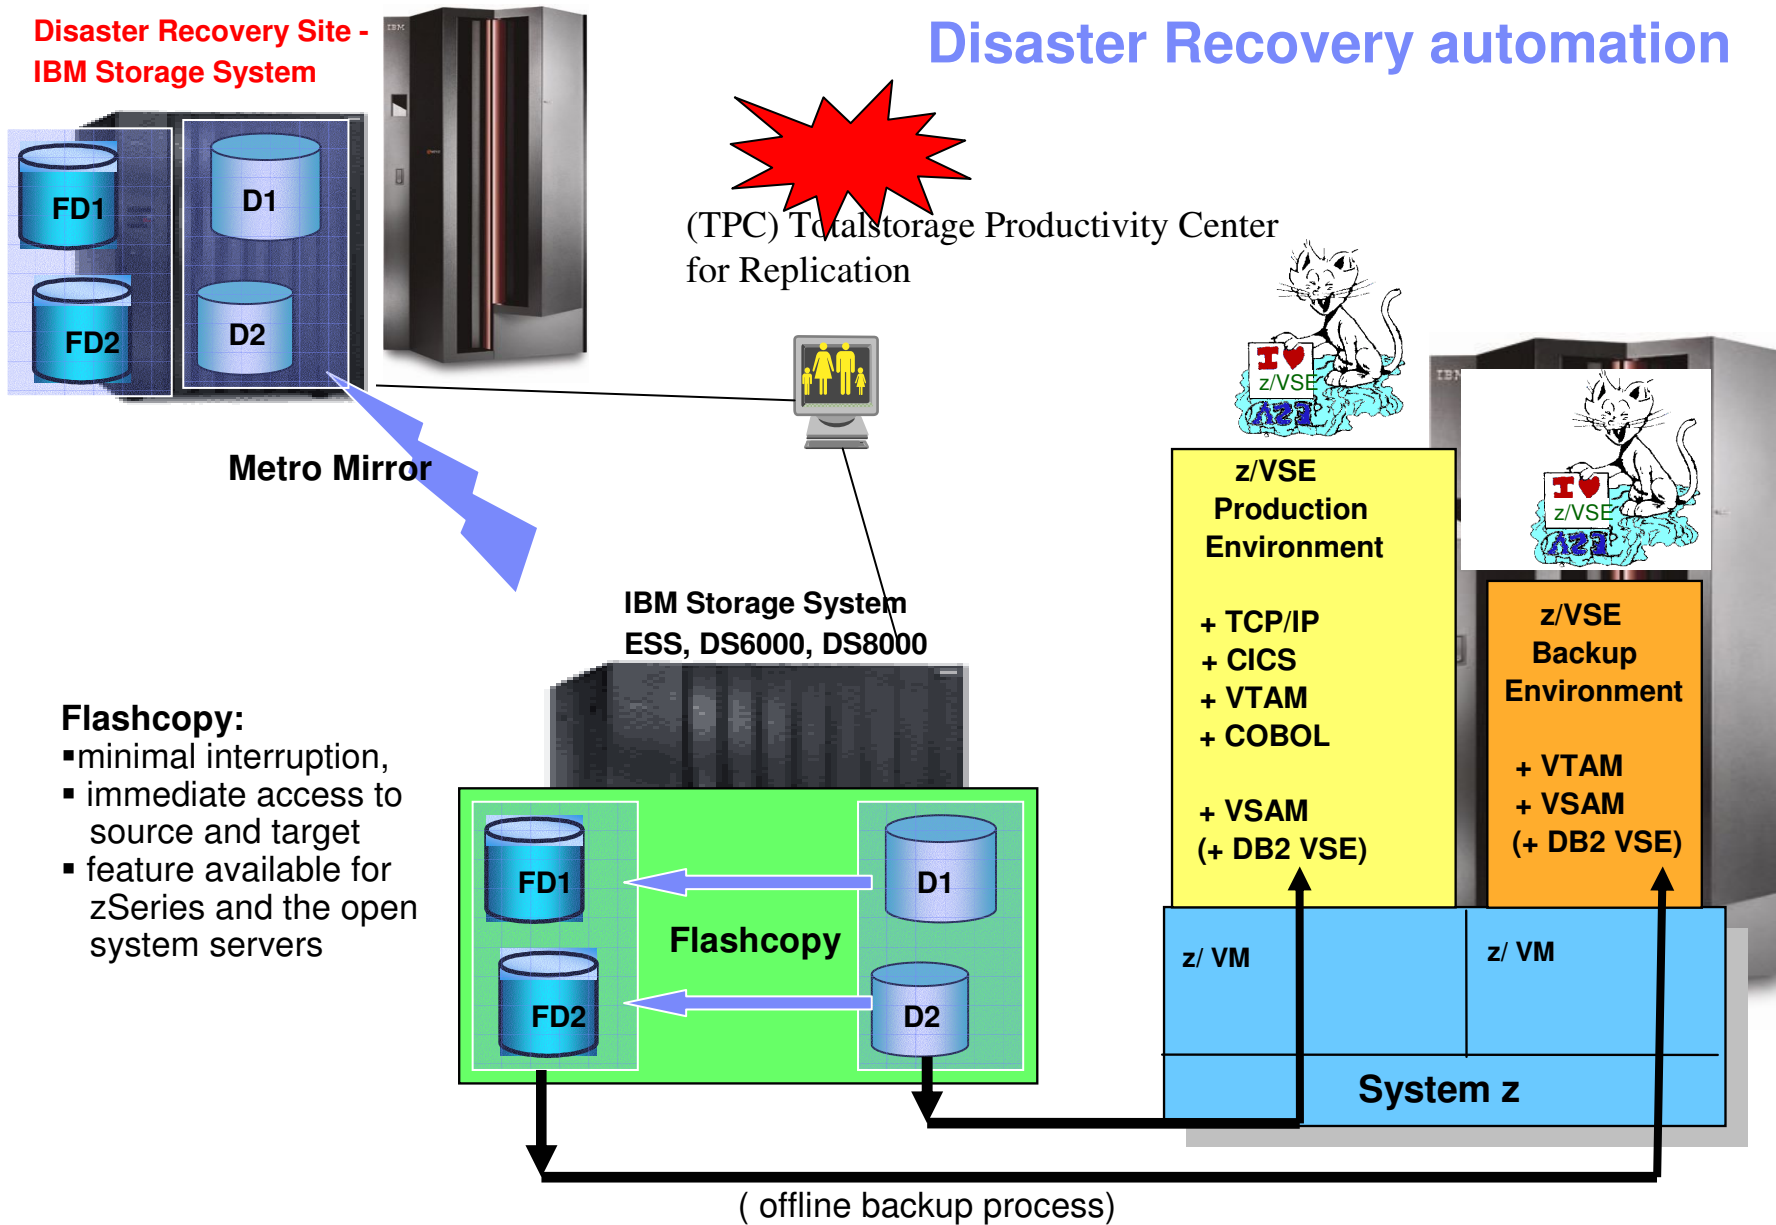 Disaster Recovery Site -
IBM Storage System
Disaster Recovery automation
IBM
FD1
D1
FD2
D2
(TPC) Totalstorage Productivity Center
for Replication
Metro Mirror
I ♥
z/VSE
IBM
I ♥
z/VSE
IBM Storage System
ESS, DS6000, DS8000
Flashcopy:
▪minimal interruption,
▪ immediate access to
source and target
▪ feature available for
zSeries and the open
system servers
FD1
D1
Flashcopy
FD2
D2
z/VSE
Production
Environment
+ TCP/IP
+ CICS
+ VTAM
+ COBOL
+ VSAM
(+ DB2 VSE)
z/VSE
Backup
Environment
+ VTAM
+ VSAM
(+ DB2 VSE)
z/ VM
z/ VM
System z
( offline backup process)